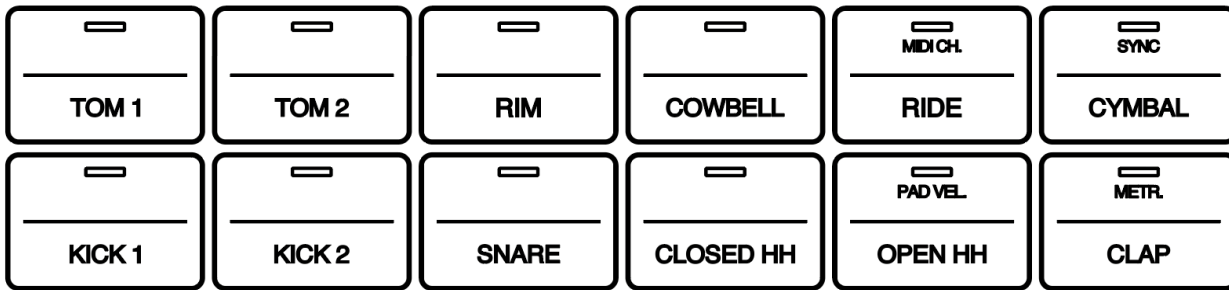 MIDI CH. SYNC
TOM 1 TOM 2 RIM COWBELL RIDE CYMBAL
PAD VEL. METR.
KICK 1 KICK 2 SNARE CLOSED HH OPEN HH CLAP